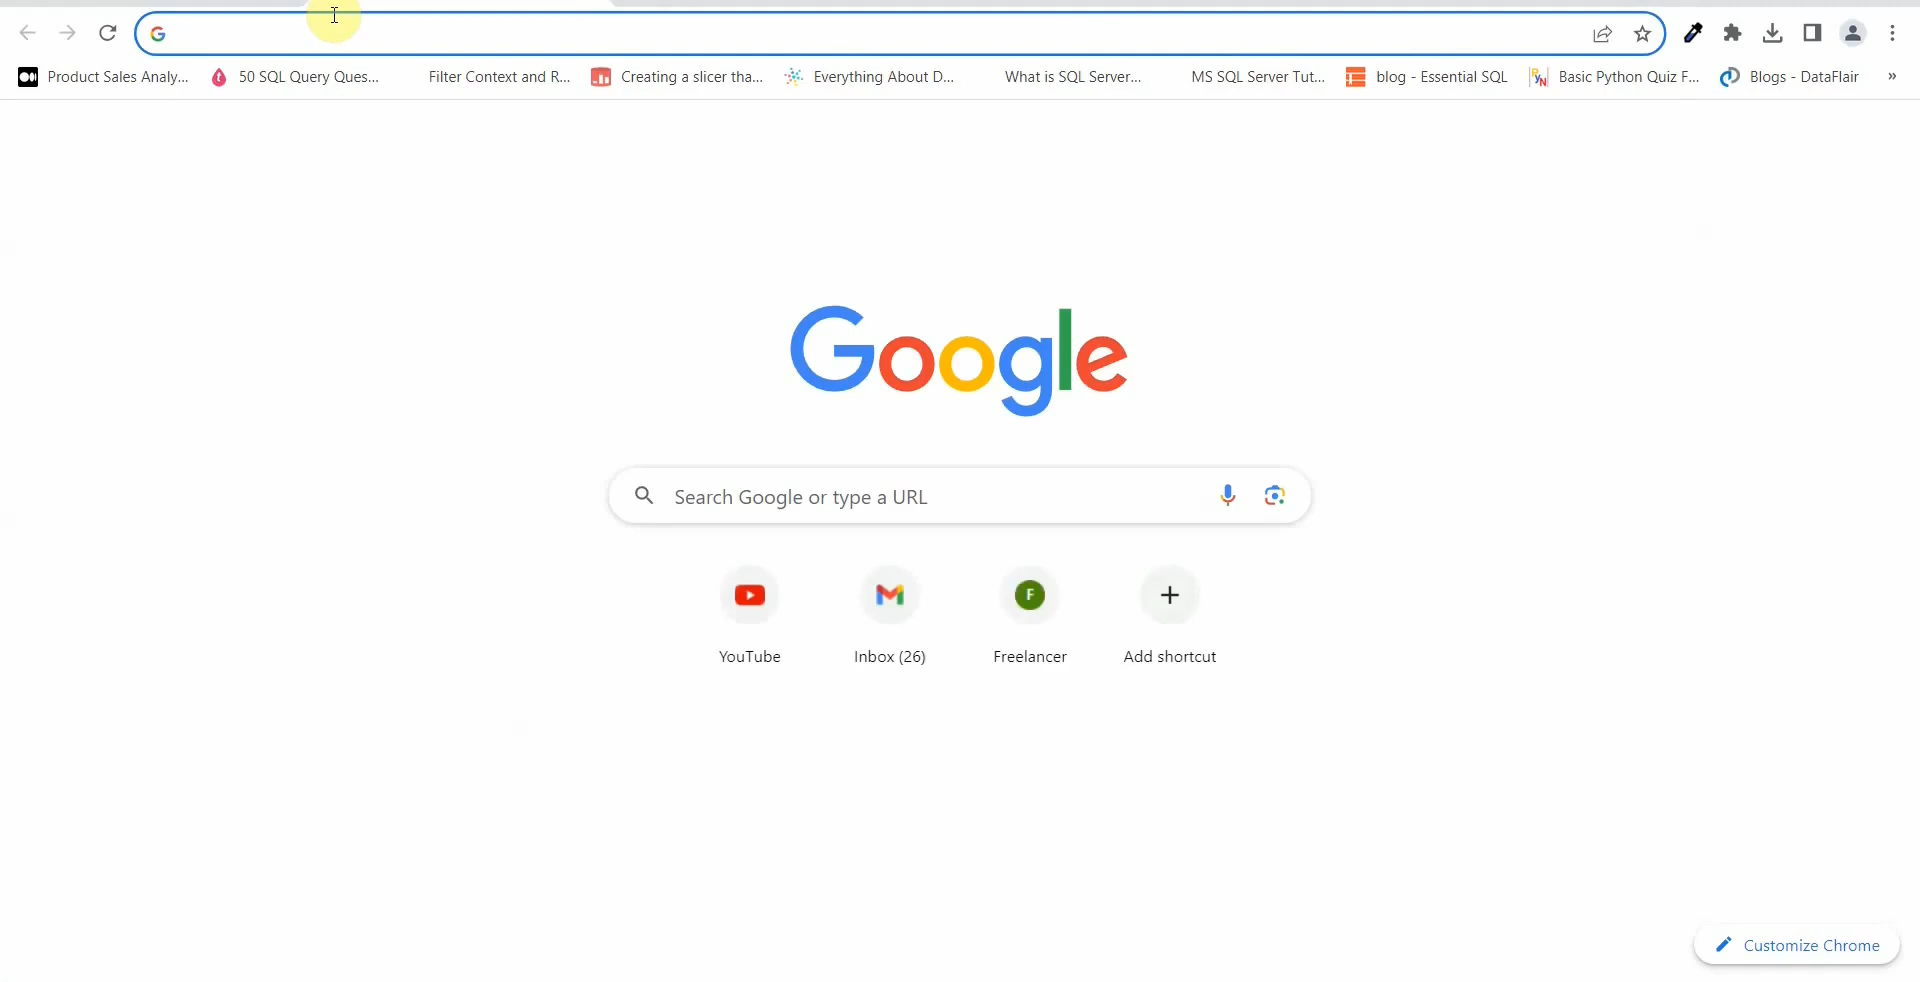 Product Sales Analy... 50 SQL Query Ques... Filter Context and R... Creating a slicer tha... Everything About D... What is SQL Server... MS SQL Server Tut... blog - Essential SQL RyN Basic Python Quiz F... Blogs - DataFlair »
Google
Search Google or type a URL
F
YouTube Inbox (26) Freelancer Add shortcut
Customize Chrome